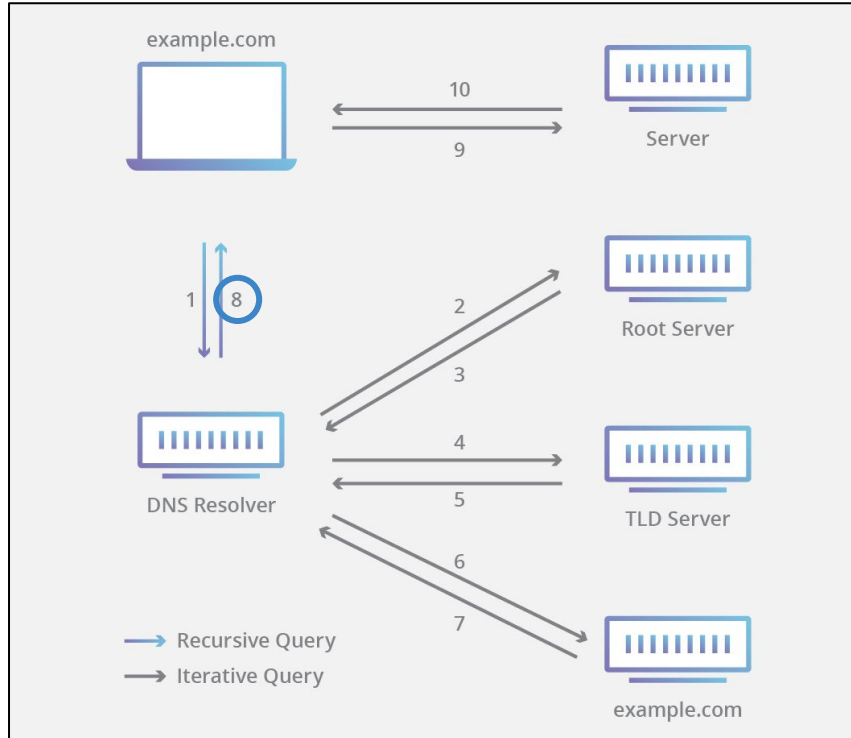 example.com
10
9
Server
1
8
2
3
Root Server
4
5
DNS Resolver
TLD Server
6
7
Recursive Query
Iterative Query
example.com